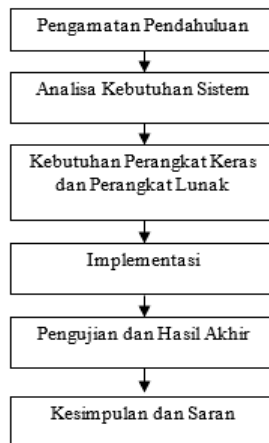 Pengamatan Pendahuluan
Analisa Kebutuhan Sistem
Kebutuhan Perangkat Keras
dan Perangkat Lunak
Implementasi
Pengujian dan Hasil Akhir
Kesimpulan dan Saran